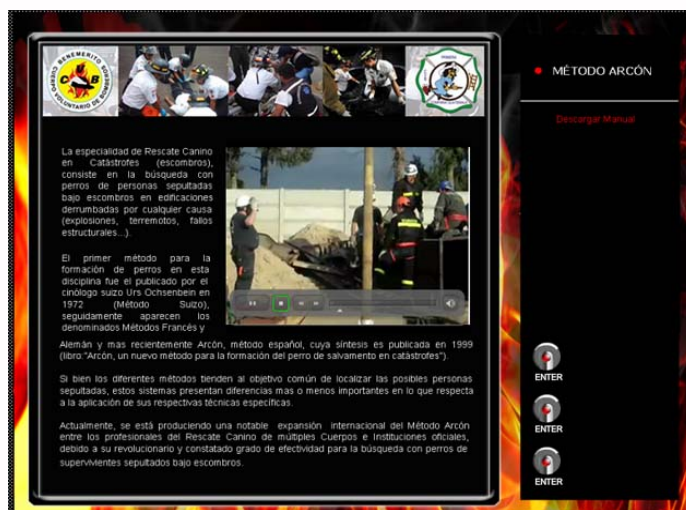 BENEMERITO CUERPO VOLUNTARIO DE BOMBEROS
C B
MÉTODO ARCÓN
Descargar Manual
La especialidad de Rescate Canino
en Catástrofes (escombros),
consiste en la búsqueda con
perros de personas sepultadas
bajo escombros en edificaciones
derrumbadas por cualquier causa
(explosiones, terremotos, fallos
estructurales...).
El primer método para la
formación de perros en esta
disciplina fue el publicado por el
cinólogo suizo Urs Ochsenbein en
1972 (Método Suizo),
seguidamente aparecen los
denominados Métodos Francés y
Alemán y mas recientemente Arcón, método español, cuya síntesis es publicada en 1999
(libro:"Arcón, un nuevo método para la formación del perro de salvamento en catástrofes").
Si bien los diferentes métodos tienden al objetivo común de localizar las posibles personas
sepultadas, estos sistemas presentan diferencias mas o menos importantes en lo que respecta
a la aplicación de sus respectivas técnicas específicas.
Actualmente, se está produciendo una notable expansión internacional del Método Arcón
entre los profesionales del Rescate Canino de múltiples Cuerpos e Instituciones oficiales,
debido a su revolucionario y constatado grado de efectividad para la búsqueda con perros de
supervivientes sepultados bajo escombros.
ENTER
ENTER
ENTER